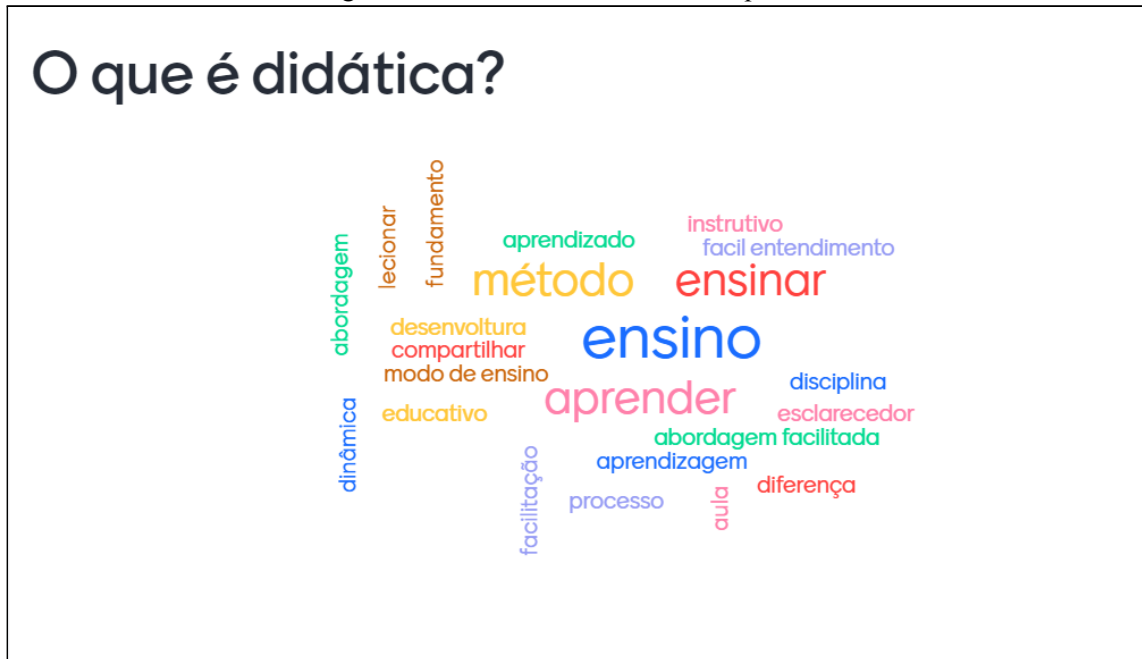 O que é didática?
fundamento
lecionar
abordagem
instrutivo
aprendizado
facil entendimento
método
ensinar
desenvoltura
ensino
compartilhar
modo de ensino
disciplina
aprender
educativo
esclarecedor
dinâmica
abordagem facilitada
aprendizagem
facilitação
processo
aula
diferença